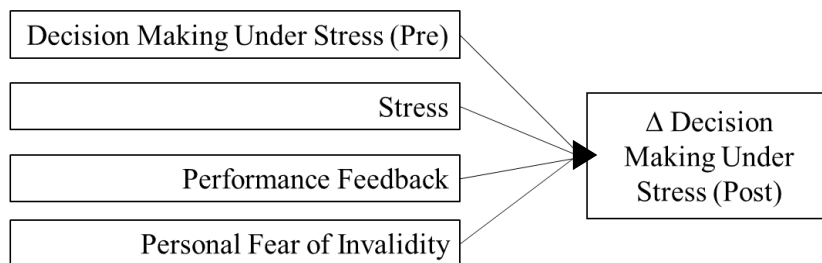 Decision Making Under Stress (Pre)
Stress
Performance Feedback
Personal Fear of Invalidity
Δ Decision
Making Under
Stress (Post)